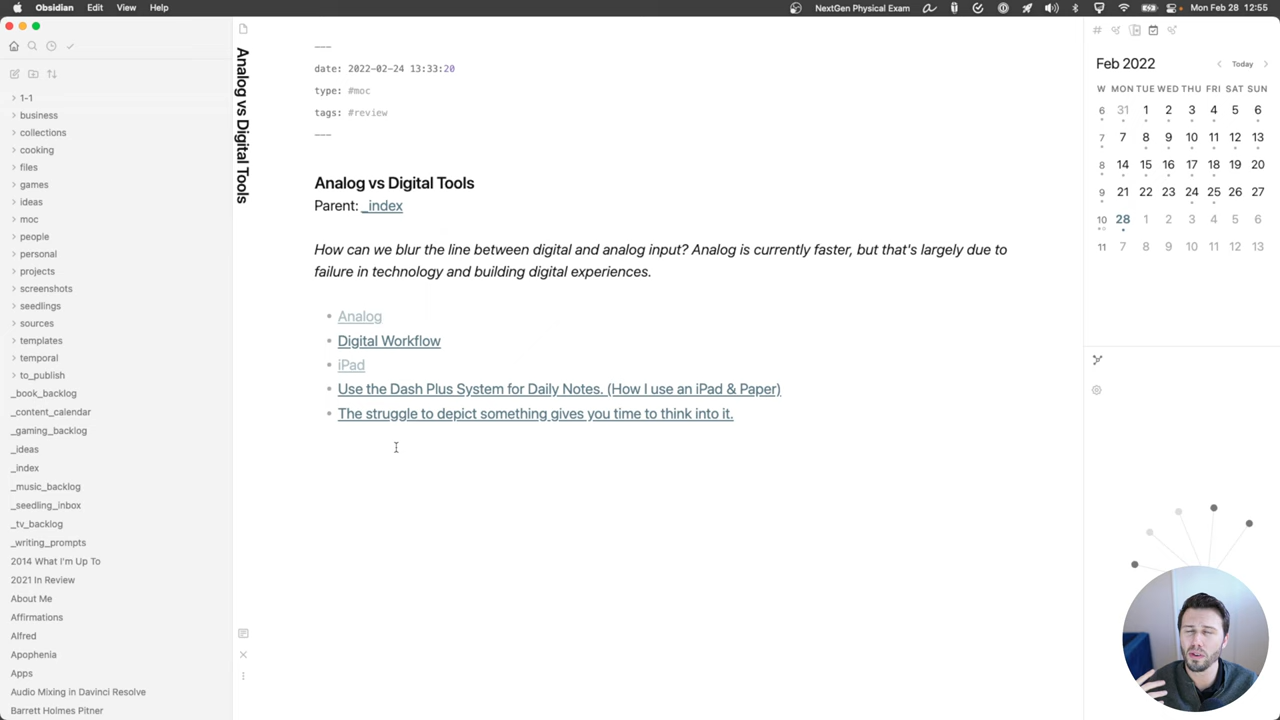 Obsidian Edit View Help
NextGen Physical Exam
Mon Feb 28 12:55
1-1
business
collections
cooking
files
games
ideas
moc
people
personal
projects
screenshots
seedlings
sources
templates
temporal
to_publish
_book_backlog
_content_calendar
_gaming_backlog
_ideas
_index
_music_backlog
_seedling_inbox
_tv_backlog
_writing_prompts
2014 What I'm Up To
2021 In Review
About Me
Affirmations
Alfred
Apophenia
Apps
Audio Mixing in Davinci Resolve
Barrett Holmes Pitner
Analog vs Digital Tools
---
date: 2022-02-24 13:33:20
type: #moc
tags: #review
---
Analog vs Digital Tools
Parent: _index
How can we blur the line between digital and analog input? Analog is currently faster, but that's largely due to
failure in technology and building digital experiences.
• Analog
• Digital Workflow
• iPad
• Use the Dash Plus System for Daily Notes. (How I use an iPad & Paper)
• The struggle to depict something gives you time to think into it.
Feb 2022
Today
W MON TUE WED THU FRI SAT SUN
6 31 1 2 3 4 5 6
7 7 8 9 10 11 12 13
8 14 15 16 17 18 19 20
9 21 22 23 24 25 26 27
10 28 1 2 3 4 5 6
11 7 8 9 10 11 12 13